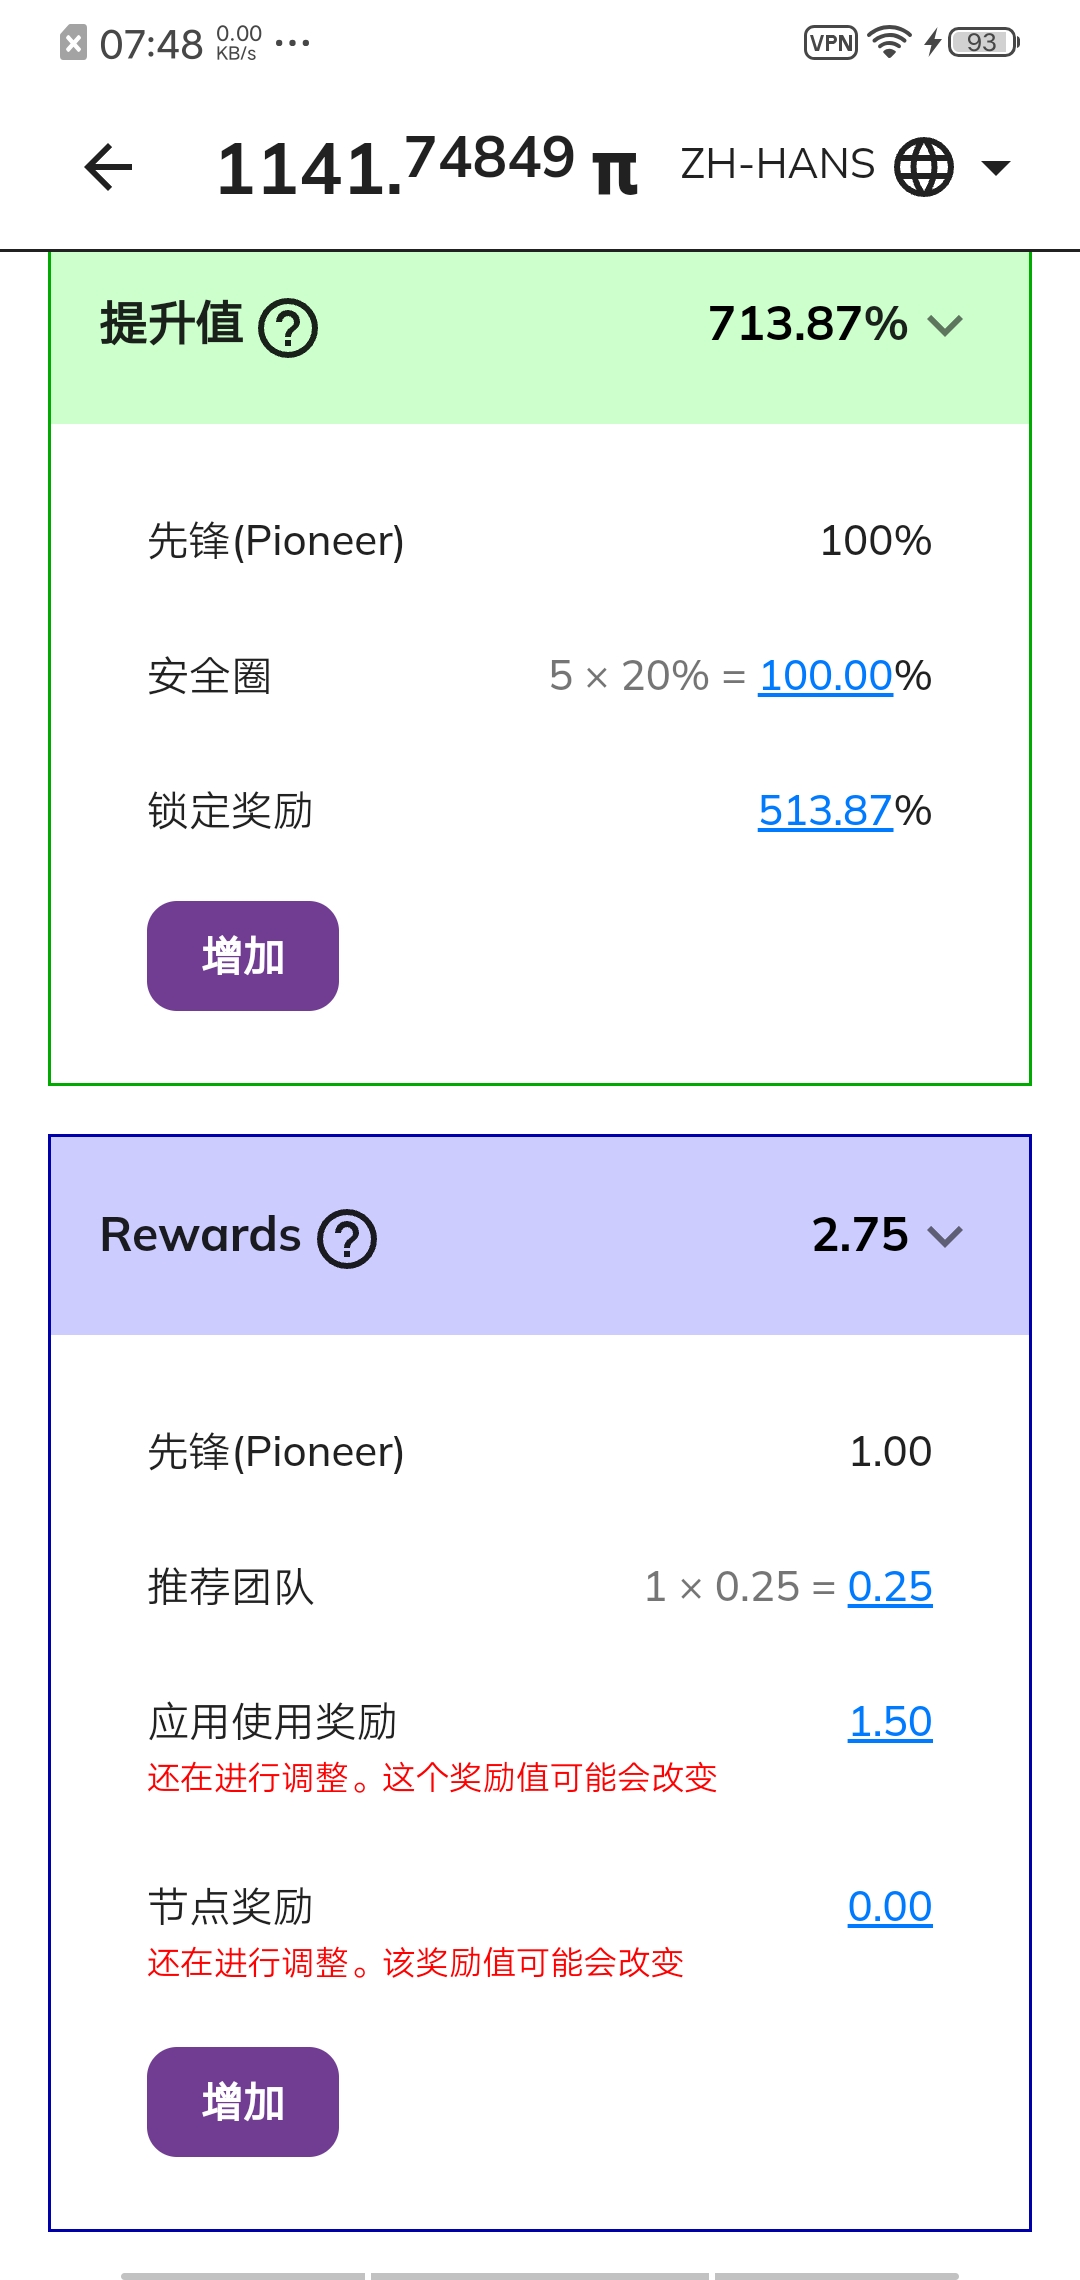 07:48 0.00 KB/s ... VPN 93
1141.74849 π ZH-HANS
提升值 ? 713.87%
先锋(Pioneer) 100%
安全圈 5 × 20% = 100.00%
锁定奖励 513.87%
增加
Rewards ? 2.75
先锋(Pioneer) 1.00
推荐团队 1 × 0.25 = 0.25
应用使用奖励 1.50
还在进行调整。这个奖励值可能会改变
节点奖励 0.00
还在进行调整。该奖励值可能会改变
增加